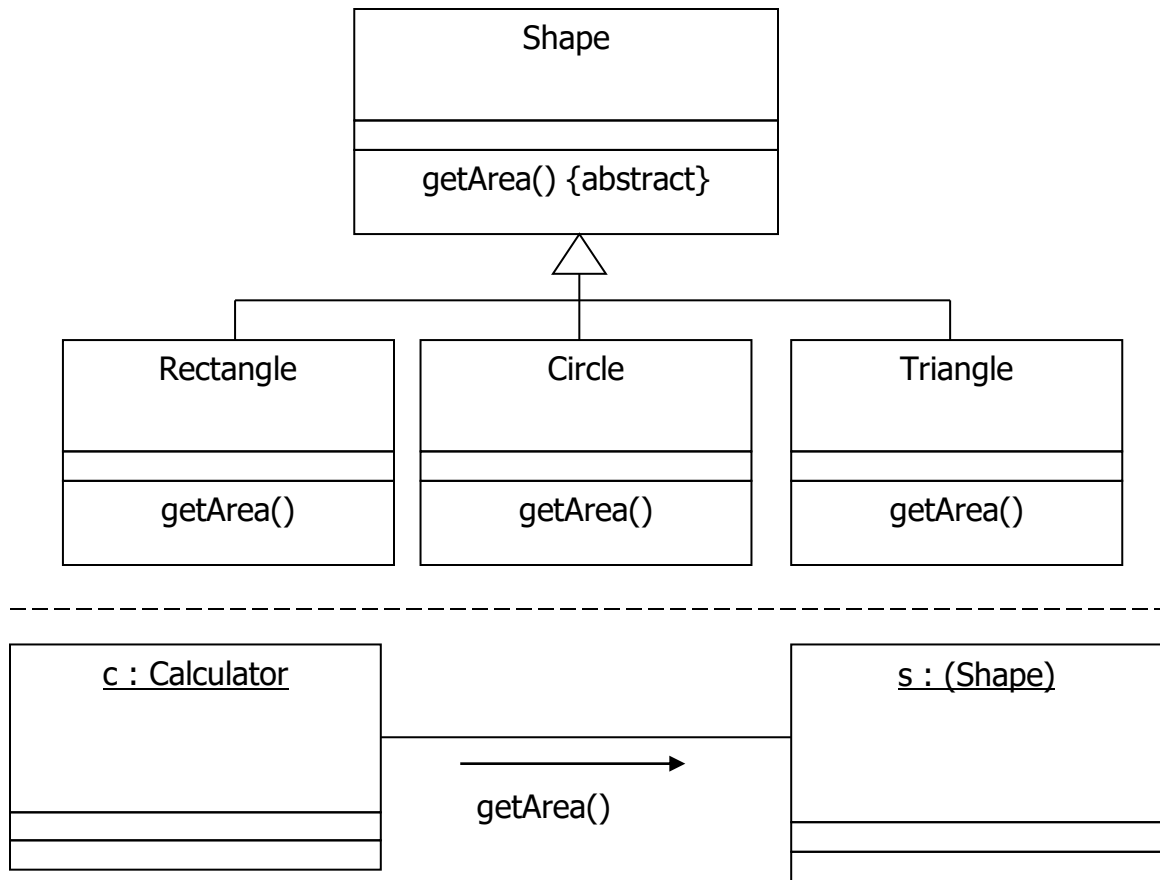 Shape
getArea() {abstract}
Rectangle
Circle
Triangle
getArea()
getArea()
getArea()
c : Calculator
s : (Shape)
getArea()